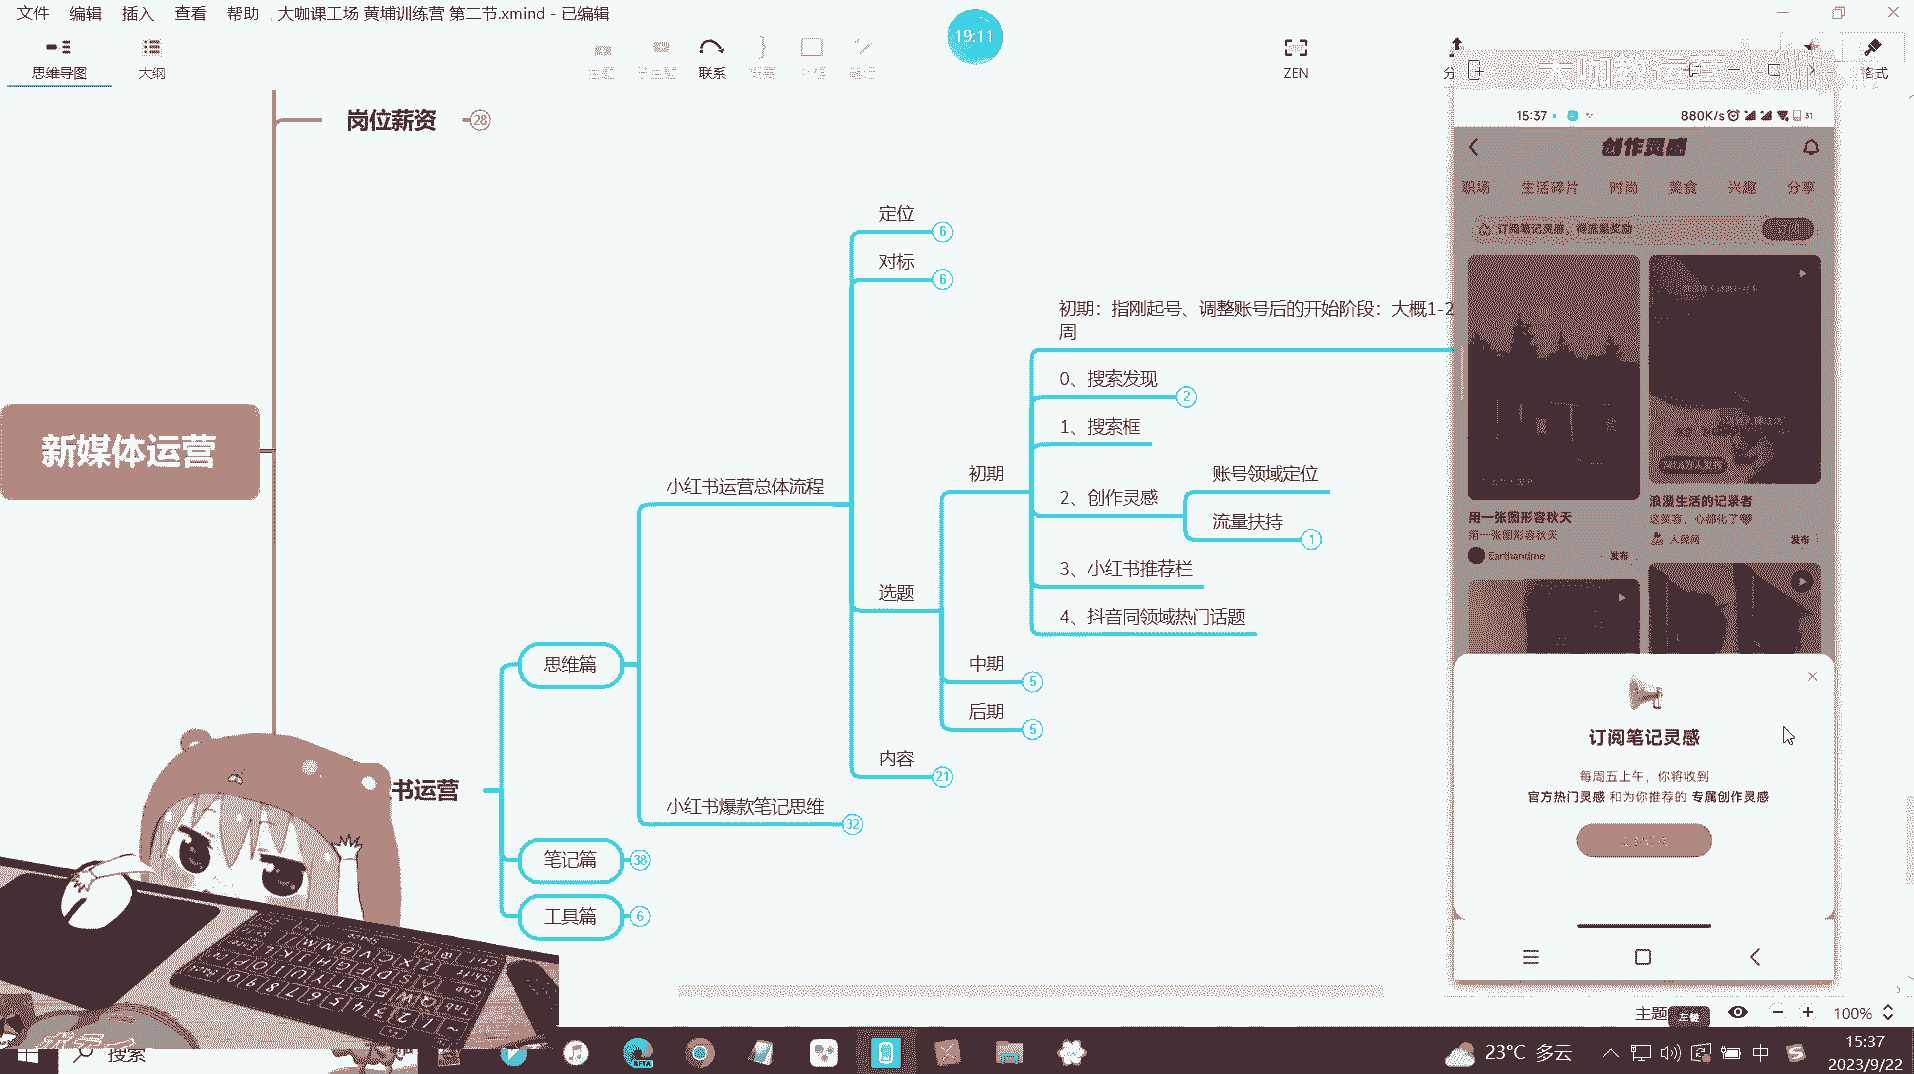 文件 编辑 插入 查看 帮助 大咖课工场 黄埔训练营 第二节.xmind - 已编辑
19:11
思维导图
大纲
联系
ZEN
格式
岗位薪资
28
新媒体运营
定位
6
对标
6
初期：指刚起号、调整账号后的开始阶段：大概1-2
周
0、搜索发现
2
1、搜索框
初期
账号领域定位
小红书运营总体流程
2、创作灵感
流量扶持
1
3、小红书推荐栏
选题
4、抖音同领域热门话题
思维篇
中期
5
后期
5
内容
21
书运营
小红书爆款笔记思维
32
笔记篇
38
工具篇
6
15:37
880K/s
31
创作灵感
职场 生活碎片 时尚 美食 兴趣 分享
订阅笔记灵感，得流量奖励
用一张图形容秋天
用一张图形容秋天
Earthandme
发布
浪漫生活的记录者
这笑容，心都化了
人民网
发布
订阅笔记灵感
每周五上午，你将收到
官方热门灵感 和为你推荐的 专属创作灵感
主题
左键
100%
搜索
BETA
23°C 多云
中
15:37
2023/9/22